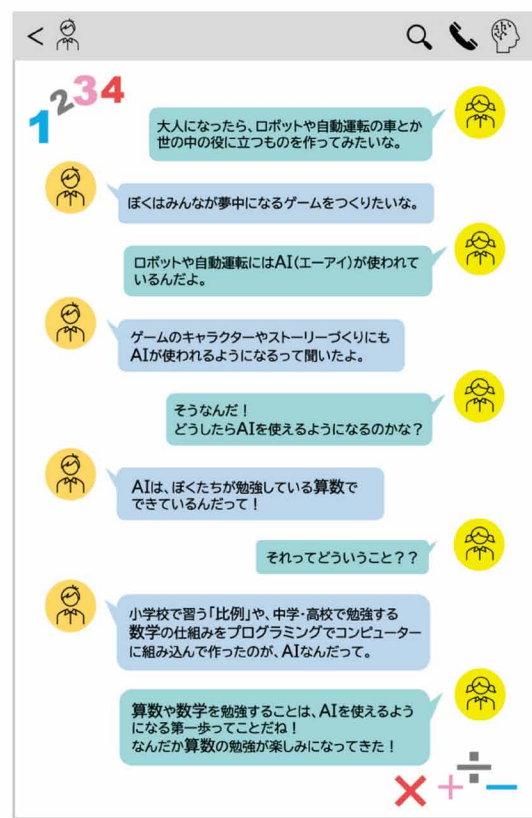 1234
大人になったら、ロボットや自動運転の車とか
世の中の役に立つものを作ってみたいな。
ぼくはみんなが夢中になるゲームをつくりたいな。
ロボットや自動運転にはAI(エーアイ)が使われて
いるんだよ。
ゲームのキャラクターやストーリーづくりにも
AIが使われるようになるって聞いたよ。
そうなんだ！
どうしたらAIを使えるようになるのかな？
AIは、ぼくたちが勉強している算数で
できているんだって！
それってどういうこと？？
小学校で習う「比例」や、中学・高校で勉強する
数学の仕組みをプログラミングでコンピューター
に組み込んで作ったのが、AIなんだって。
算数や数学を勉強することは、AIを使えるよう
になる第一歩ってことだね！
なんだか算数の勉強が楽しみになってきた！
×+÷−